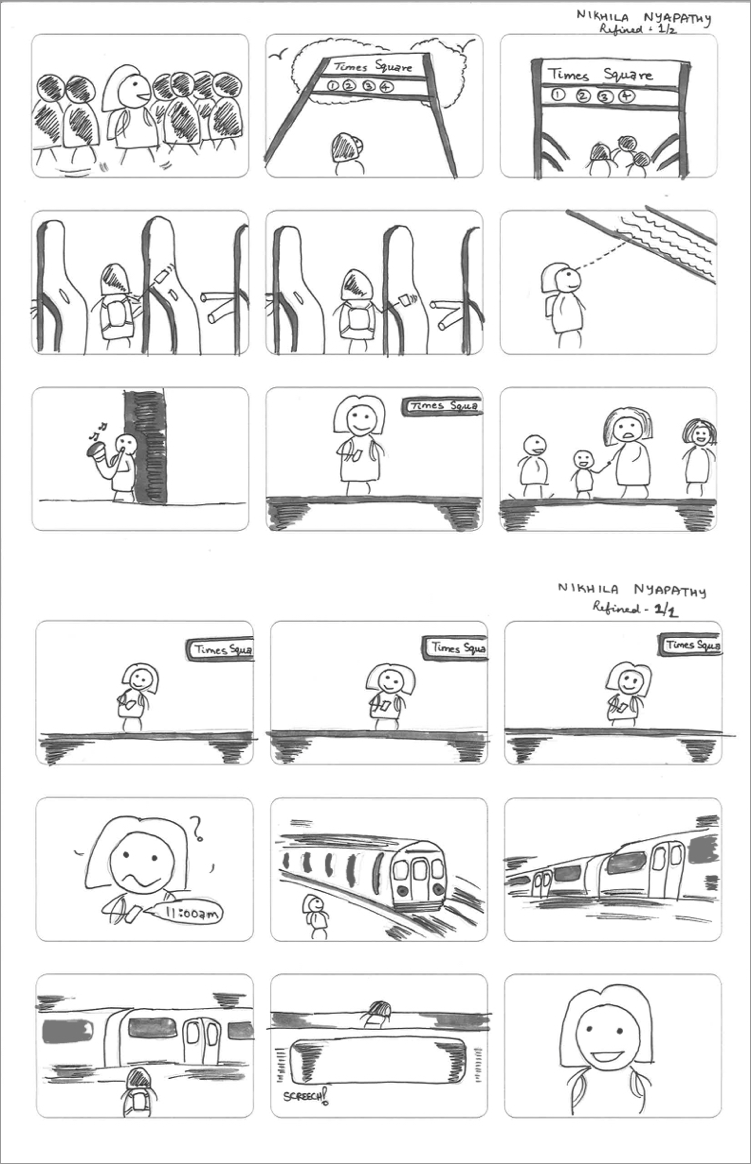 NIKHILA NYAPATHY
Refined - 1/2
Times Square
1 2 3 4
Times Square
1 2 3 4
Times Squa
NIKHILA NYAPATHY
Refined - 2/1
Times Squa
Times Squa
Times Squa
?
11:00am
SCREECH!